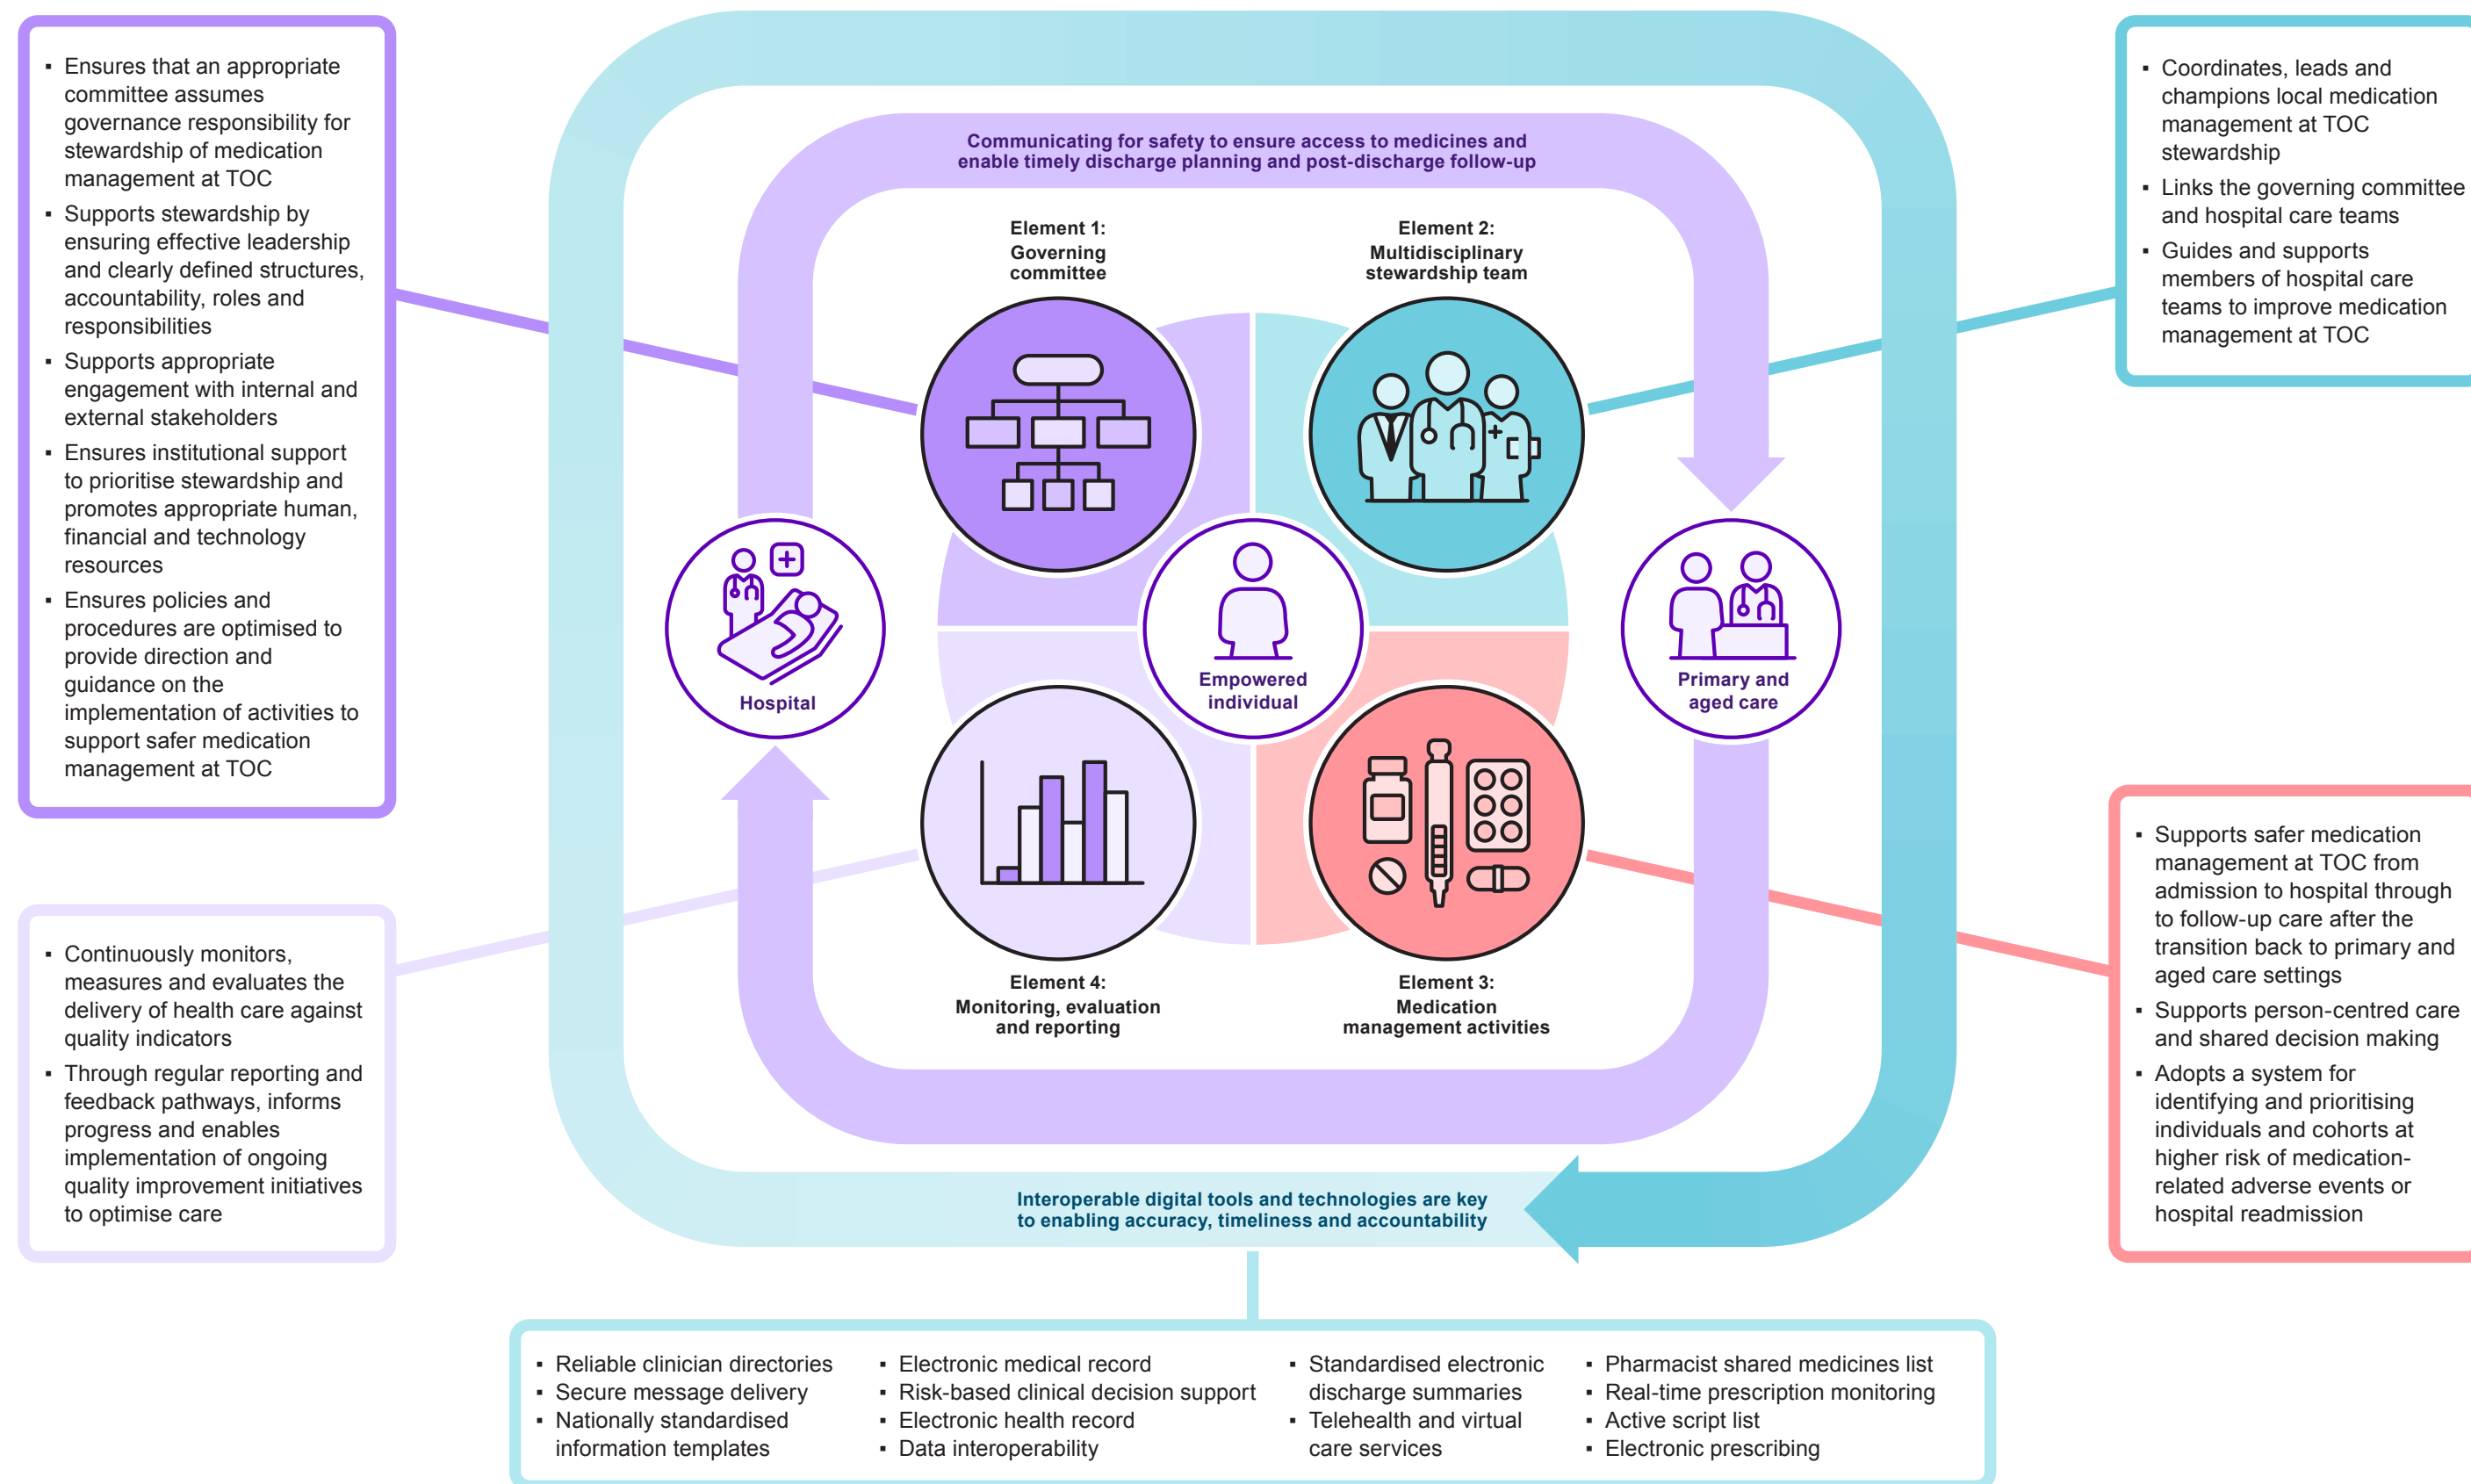 ▪ Ensures that an appropriate
committee assumes
governance responsibility for
stewardship of medication
management at TOC
▪ Supports stewardship by
ensuring effective leadership
and clearly defined structures,
accountability, roles and
responsibilities
▪ Supports appropriate
engagement with internal and
external stakeholders
▪ Ensures institutional support
to prioritise stewardship and
promotes appropriate human,
financial and technology
resources
▪ Ensures policies and
procedures are optimised to
provide direction and
guidance on the
implementation of activities to
support safer medication
management at TOC
▪ Continuously monitors,
measures and evaluates the
delivery of health care against
quality indicators
▪ Through regular reporting and
feedback pathways, informs
progress and enables
implementation of ongoing
quality improvement initiatives
to optimise care
Communicating for safety to ensure access to medicines and
enable timely discharge planning and post-discharge follow-up
Element 1:
Governing
committee
Element 2:
Multidisciplinary
stewardship team
Hospital
Empowered
individual
Primary and
aged care
Element 4:
Monitoring, evaluation
and reporting
Element 3:
Medication
management activities
Interoperable digital tools and technologies are key
to enabling accuracy, timeliness and accountability
▪ Coordinates, leads and
champions local medication
management at TOC
stewardship
▪ Links the governing committee
and hospital care teams
▪ Guides and supports
members of hospital care
teams to improve medication
management at TOC
▪ Supports safer medication
management at TOC from
admission to hospital through
to follow-up care after the
transition back to primary and
aged care settings
▪ Supports person-centred care
and shared decision making
▪ Adopts a system for
identifying and prioritising
individuals and cohorts at
higher risk of medication-
related adverse events or
hospital readmission
▪ Reliable clinician directories
▪ Secure message delivery
▪ Nationally standardised
information templates
▪ Electronic medical record
▪ Risk-based clinical decision support
▪ Electronic health record
▪ Data interoperability
▪ Standardised electronic
discharge summaries
▪ Telehealth and virtual
care services
▪ Pharmacist shared medicines list
▪ Real-time prescription monitoring
▪ Active script list
▪ Electronic prescribing